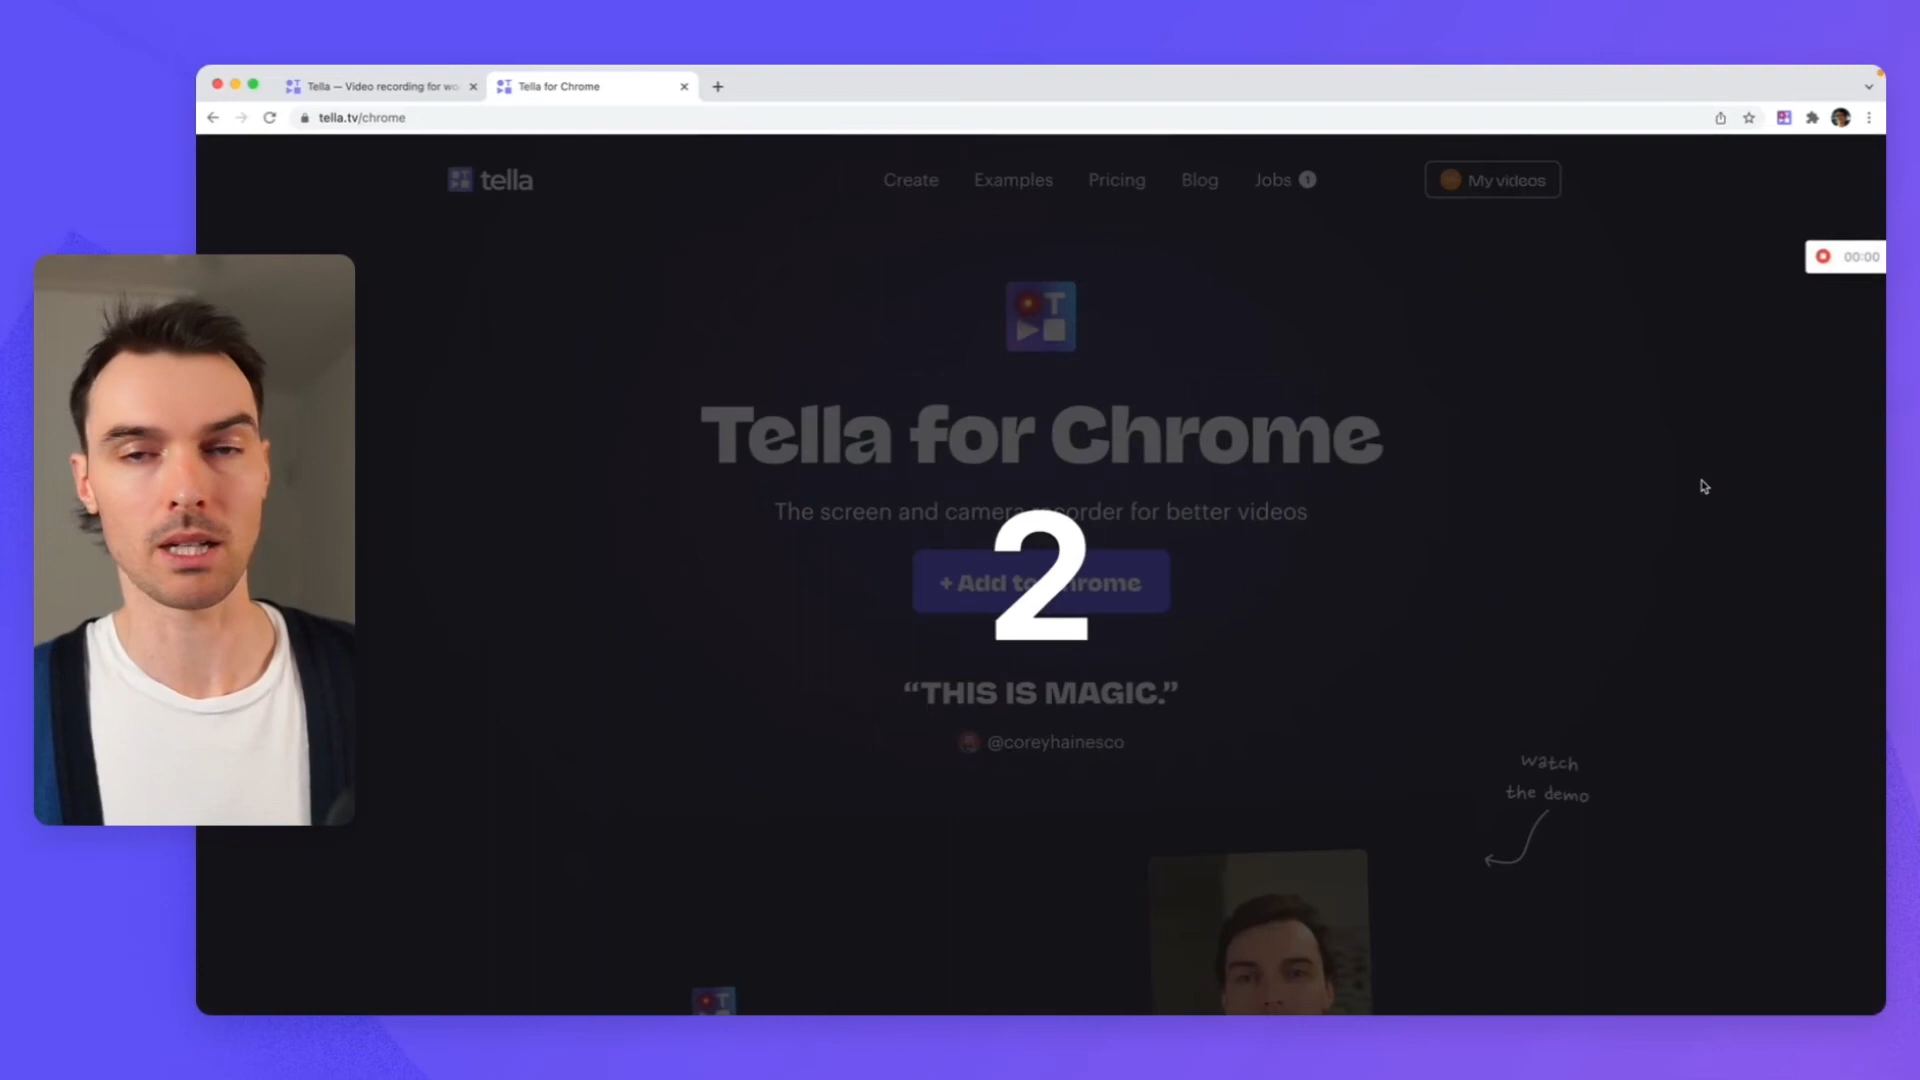 Tella — Video recording for wo
Tella for Chrome
tella.tv/chrome
tella
Create
Examples
Pricing
Blog
Jobs 1
My videos
00:00
T
Tella for Chrome
The screen and camera recorder for better videos
+ Add to Chrome
2
“THIS IS MAGIC.”
@coreyhainesco
Watch
the demo
T